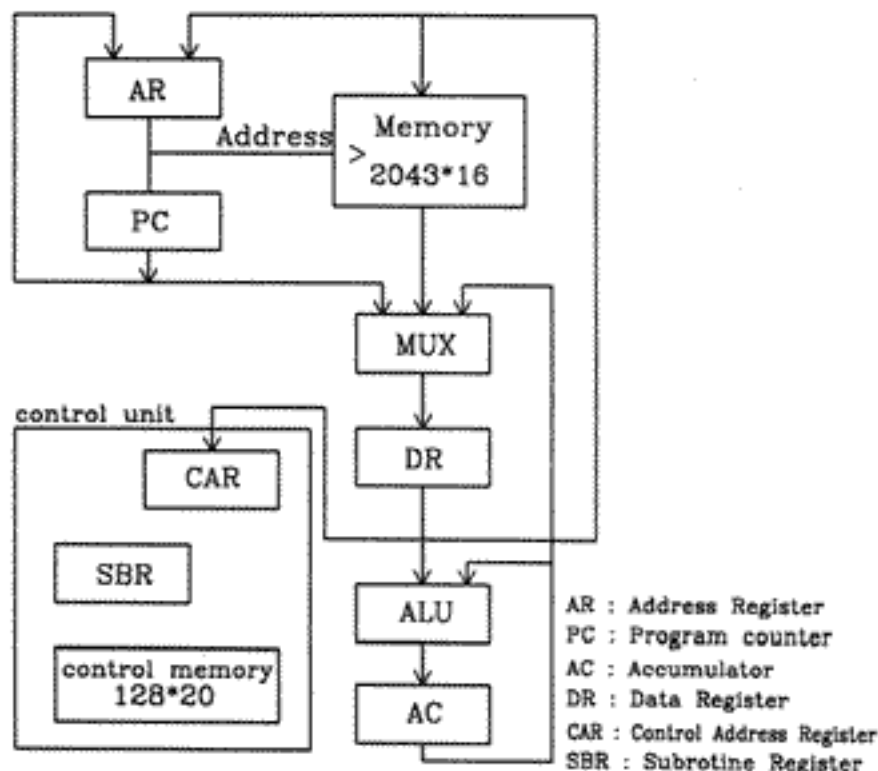 AR
Address
Memory
2043*16
PC
MUX
control unit
CAR
DR
SBR
ALU
control memory
128*20
AC
AR : Address Register
PC : Program counter
AC : Accumulator
DR : Data Register
CAR : Control Address Register
SBR : Subrotine Register